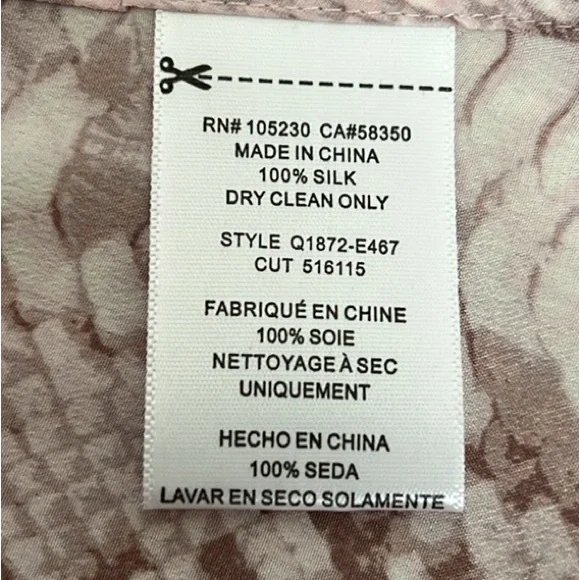 RN# 105230 CA#58350
MADE IN CHINA
100% SILK
DRY CLEAN ONLY
STYLE Q1872-E467
CUT 516115
FABRIQUÉ EN CHINE
100% SOIE
NETTOYAGE À SEC
UNIQUEMENT
HECHO EN CHINA
100% SEDA
LAVAR EN SECO SOLAMENTE